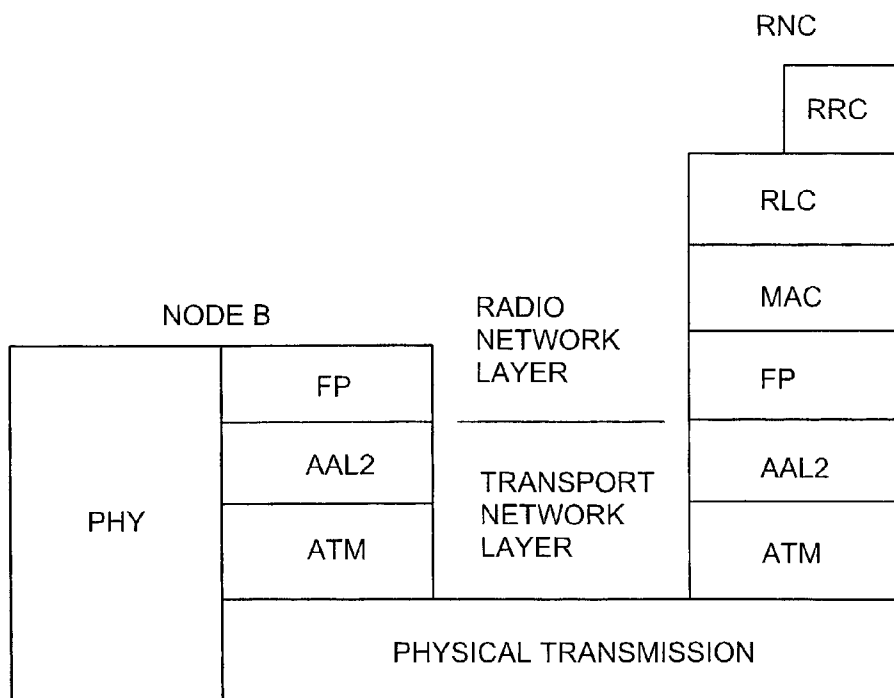 RNC
RRC
RLC
MAC
NODE B
RADIO
NETWORK
LAYER
FP
FP
AAL2
AAL2
TRANSPORT
NETWORK
LAYER
PHY
ATM
ATM
PHYSICAL TRANSMISSION